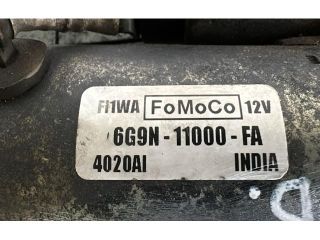 FI1WA FoMoCo 12V
6G9N - 11000 - FA
4020AI INDIA